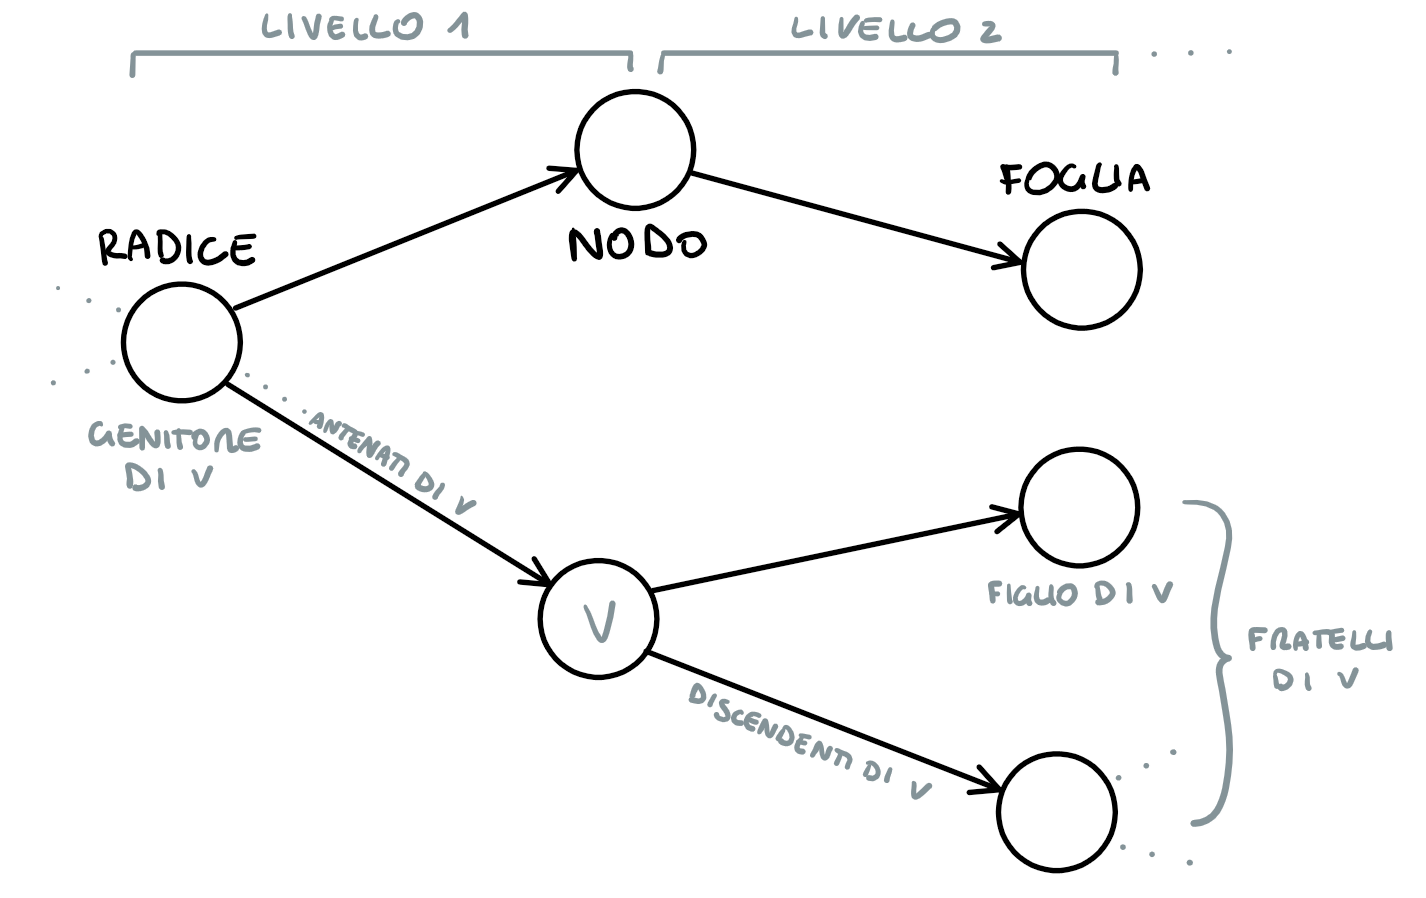 LIVELLO 1
LIVELLO 2
FOGLIA
NODO
RADICE
GENITORE
DI V
ANTENATI DI V
V
FIGLIO DI V
FRATELLI
DI V
DISCENDENTI DI V